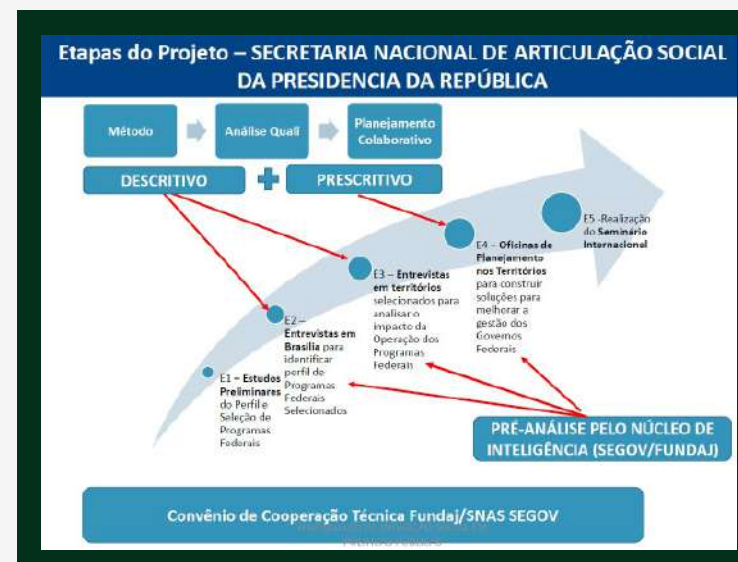 Etapas do Projeto – SECRETARIA NACIONAL DE ARTICULAÇÃO SOCIAL
DA PRESIDENCIA DA REPÚBLICA
Método
Análise Quali
Planejamento
Colaborativo
DESCRITIVO
PRESCRITIVO
E1 – Estudos
Preliminares
do Perfil e
Seleção de
Programas
Federais
E2 –
Entrevistas em
Brasília para
identificar
perfil de
Programas
Federais
Selecionados
E3 – Entrevistas
em territórios
selecionados para
analisar o
impacto da
Operação dos
Programas
Federais
E4 – Oficinas de
Planejamento
nos Territórios
para construir
soluções para
melhorar a
gestão dos
Governos
Federais
E5 -Realização
do Seminário
Internacional
PRÉ-ANÁLISE PELO NÚCLEO DE
INTELIGÊNCIA (SEGOV/FUNDAJ)
Convênio de Cooperação Técnica Fundaj/SNAS SEGOV